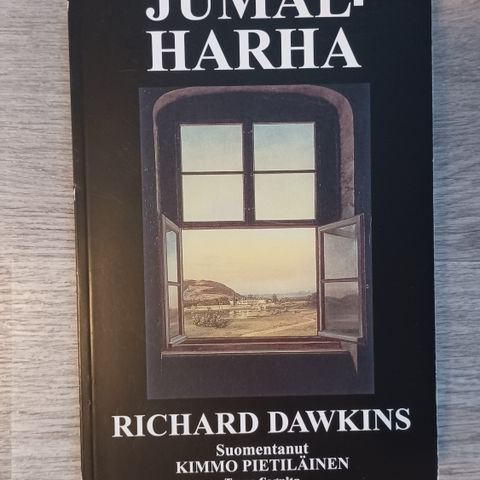 JUMAL-
HARHA
RICHARD DAWKINS
Suomentanut
KIMMO PIETILÄINEN